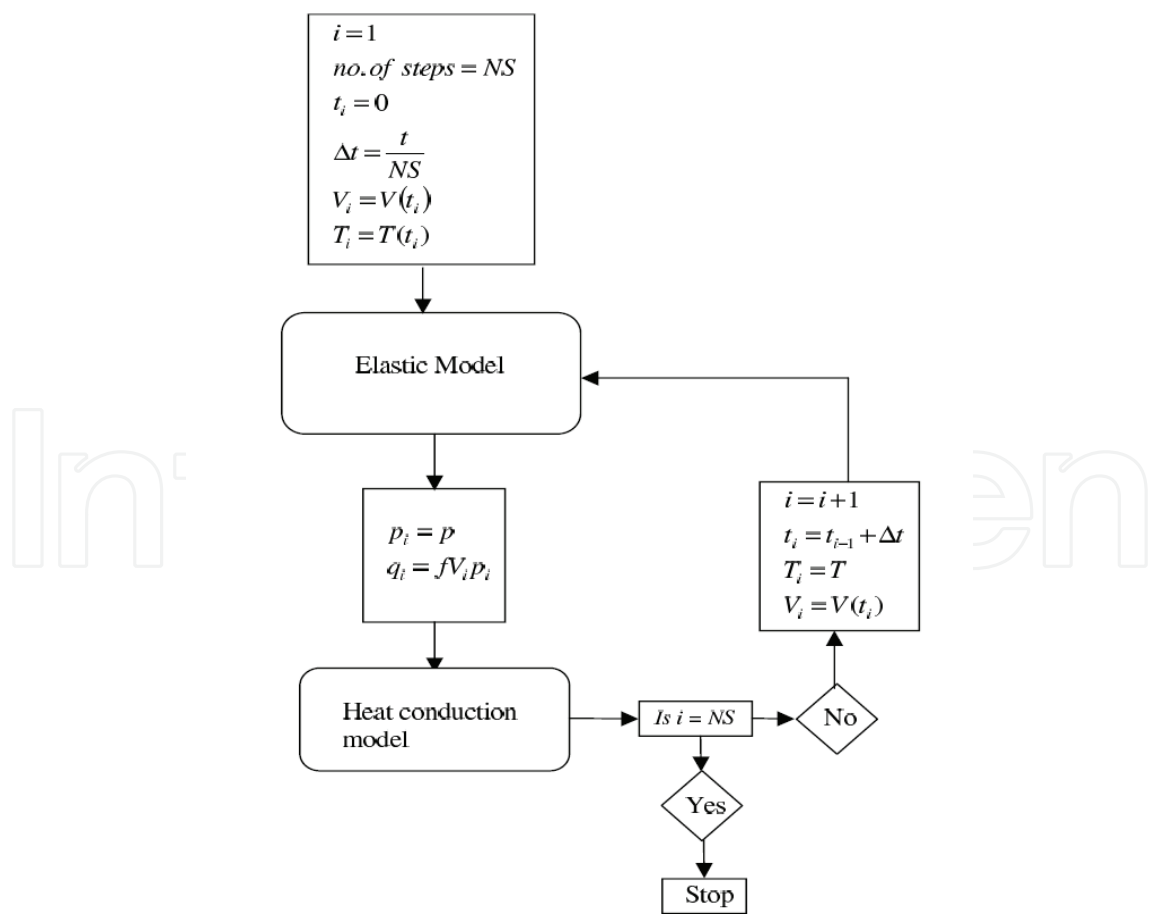 i = 1
no. of steps = NS
t_i = 0
Δt = t/NS
V_i = V(t_i)
T_i = T(t_i)
Elastic Model
p_i = p
q_i = fV_i p_i
i = i + 1
t_i = t_{i-1} + Δt
T_i = T
V_i = V(t_i)
Heat conduction
model
Is i = NS
No
Yes
Stop